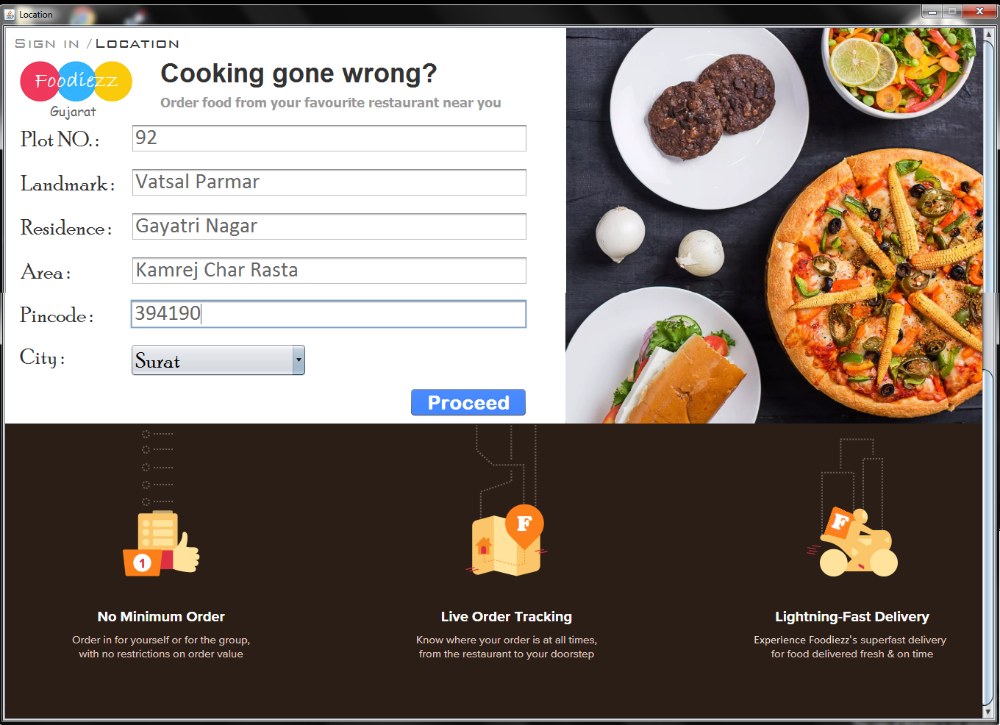 Location
SIGN IN / LOCATION
Foodiezz
Gujarat
Cooking gone wrong?
Order food from your favourite restaurant near you
Plot NO. : 92
Landmark : Vatsal Parmar
Residence : Gayatri Nagar
Area : Kamrej Char Rasta
Pincode : 394190
City : Surat
Proceed
1
F
F
No Minimum Order
Order in for yourself or for the group,
with no restrictions on order value
Live Order Tracking
Know where your order is at all times,
from the restaurant to your doorstep
Lightning-Fast Delivery
Experience Foodiezz's superfast delivery
for food delivered fresh & on time